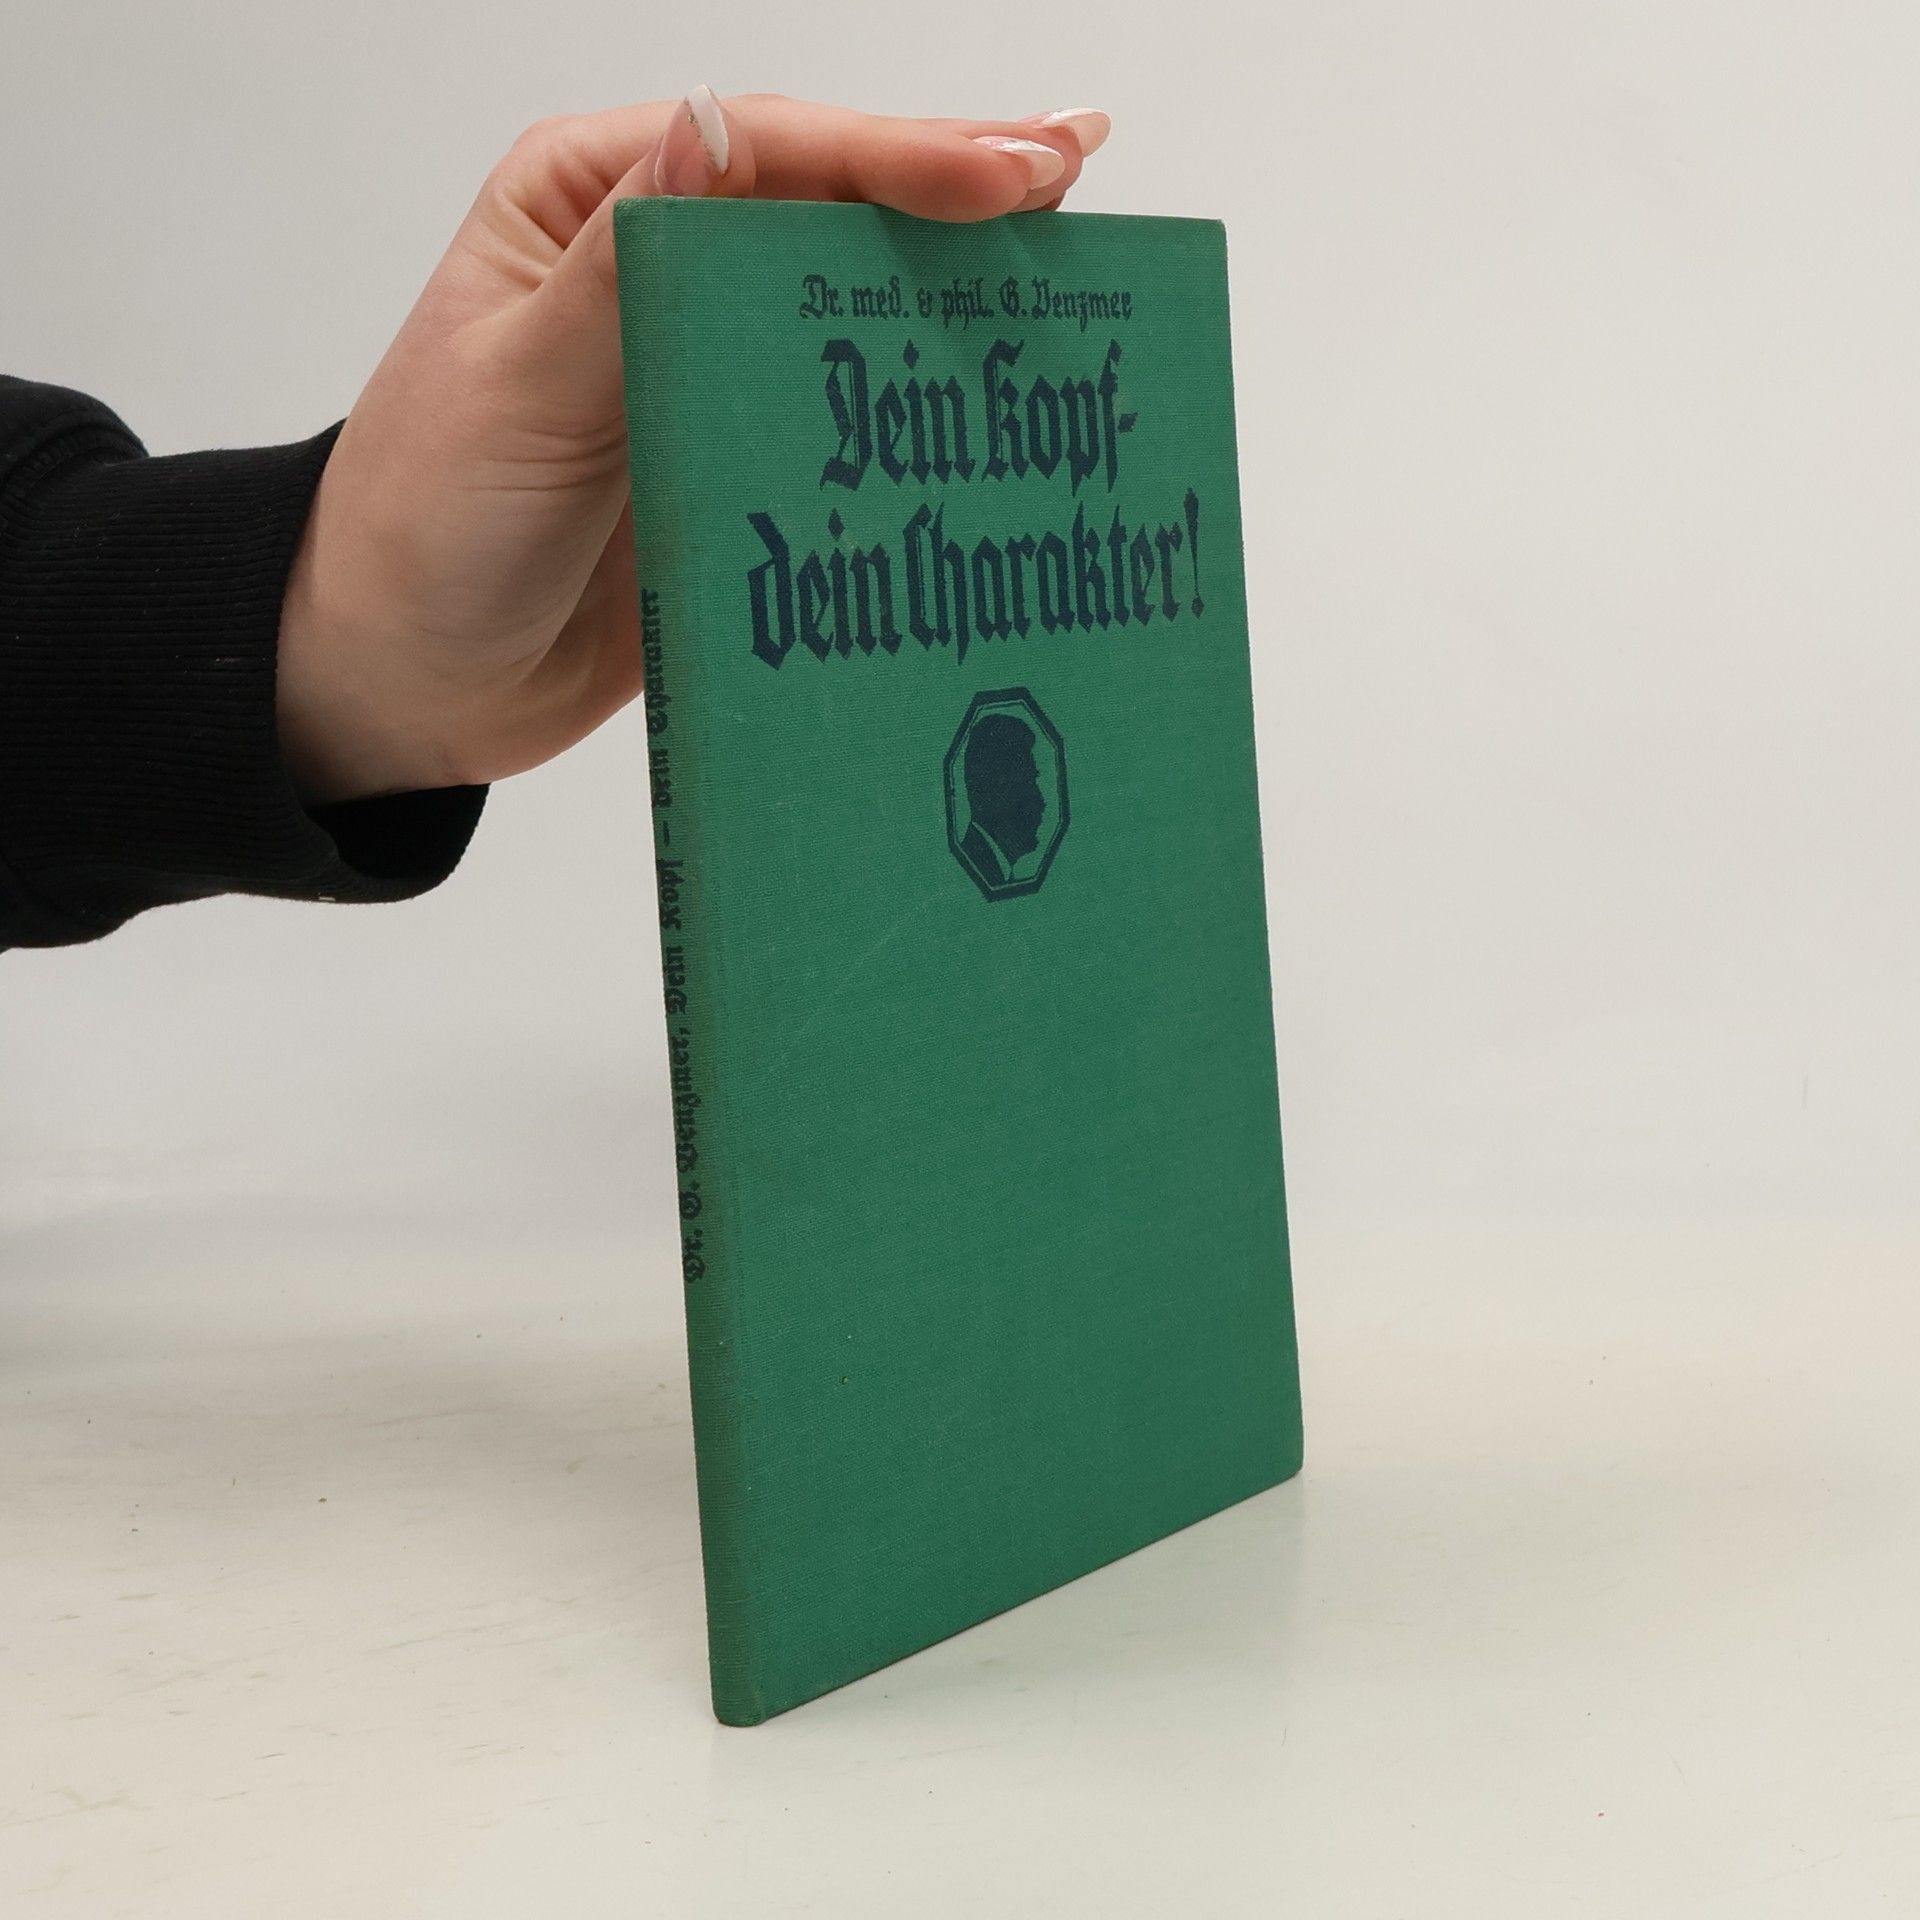 Dr. med. & phil. G. Venzmer
Dein Kopf-
dein Charakter!
Dr. G. Venzmer, Dein Kopf – dein Charakter